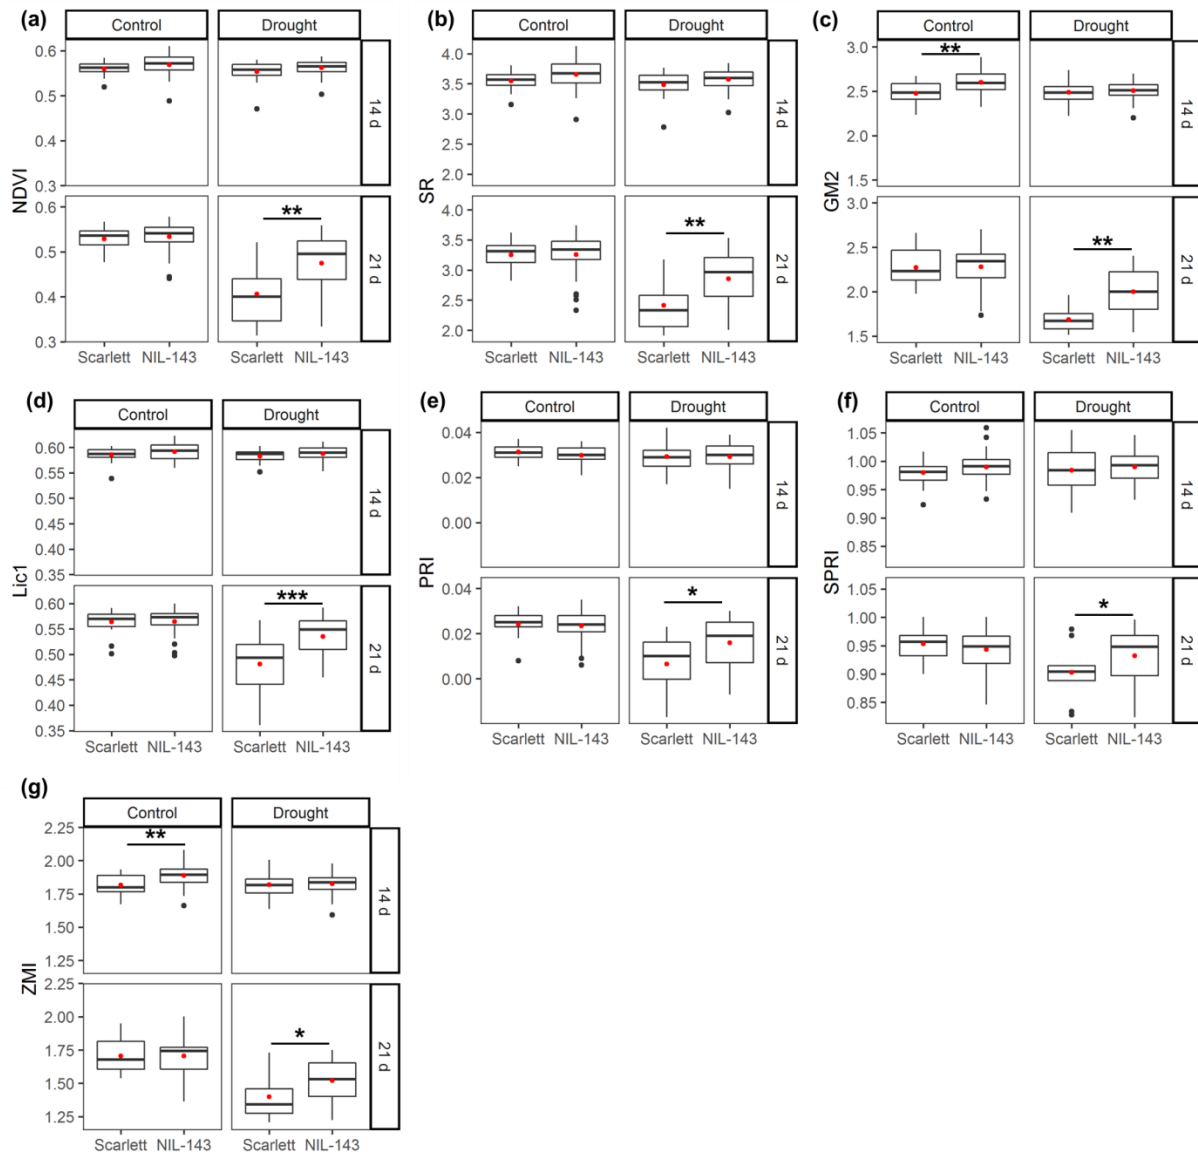 (a)
Control Drought
0.6
0.5
0.3
14 d
NDVI
0.6
0.5
0.4
0.3
**
21 d
Scarlett NIL-143 Scarlett NIL-143
(b)
Control Drought
4.0
3.5
3.0
2.5
2.0
14 d
SR
4.0
3.5
3.0
2.5
2.0
**
21 d
Scarlett NIL-143 Scarlett NIL-143
(c)
Control Drought
3.0
2.5
2.0
1.5
**
14 d
GM2
3.0
2.5
2.0
1.5
**
21 d
Scarlett NIL-143 Scarlett NIL-143
(d)
Control Drought
0.60
0.55
0.50
0.45
0.40
0.35
14 d
Lic1
0.60
0.55
0.50
0.45
0.40
0.35
***
21 d
Scarlett NIL-143 Scarlett NIL-143
(e)
Control Drought
0.04
0.02
0.00
14 d
PRI
0.04
0.02
0.00
*
21 d
Scarlett NIL-143 Scarlett NIL-143
(f)
Control Drought
1.05
1.00
0.95
0.90
0.85
14 d
SPRI
1.05
1.00
0.95
0.90
0.85
*
21 d
Scarlett NIL-143 Scarlett NIL-143
(g)
Control Drought
2.25
2.00
1.75
1.50
1.25
**
14 d
ZMI
2.25
2.00
1.75
1.50
1.25
*
21 d
Scarlett NIL-143 Scarlett NIL-143